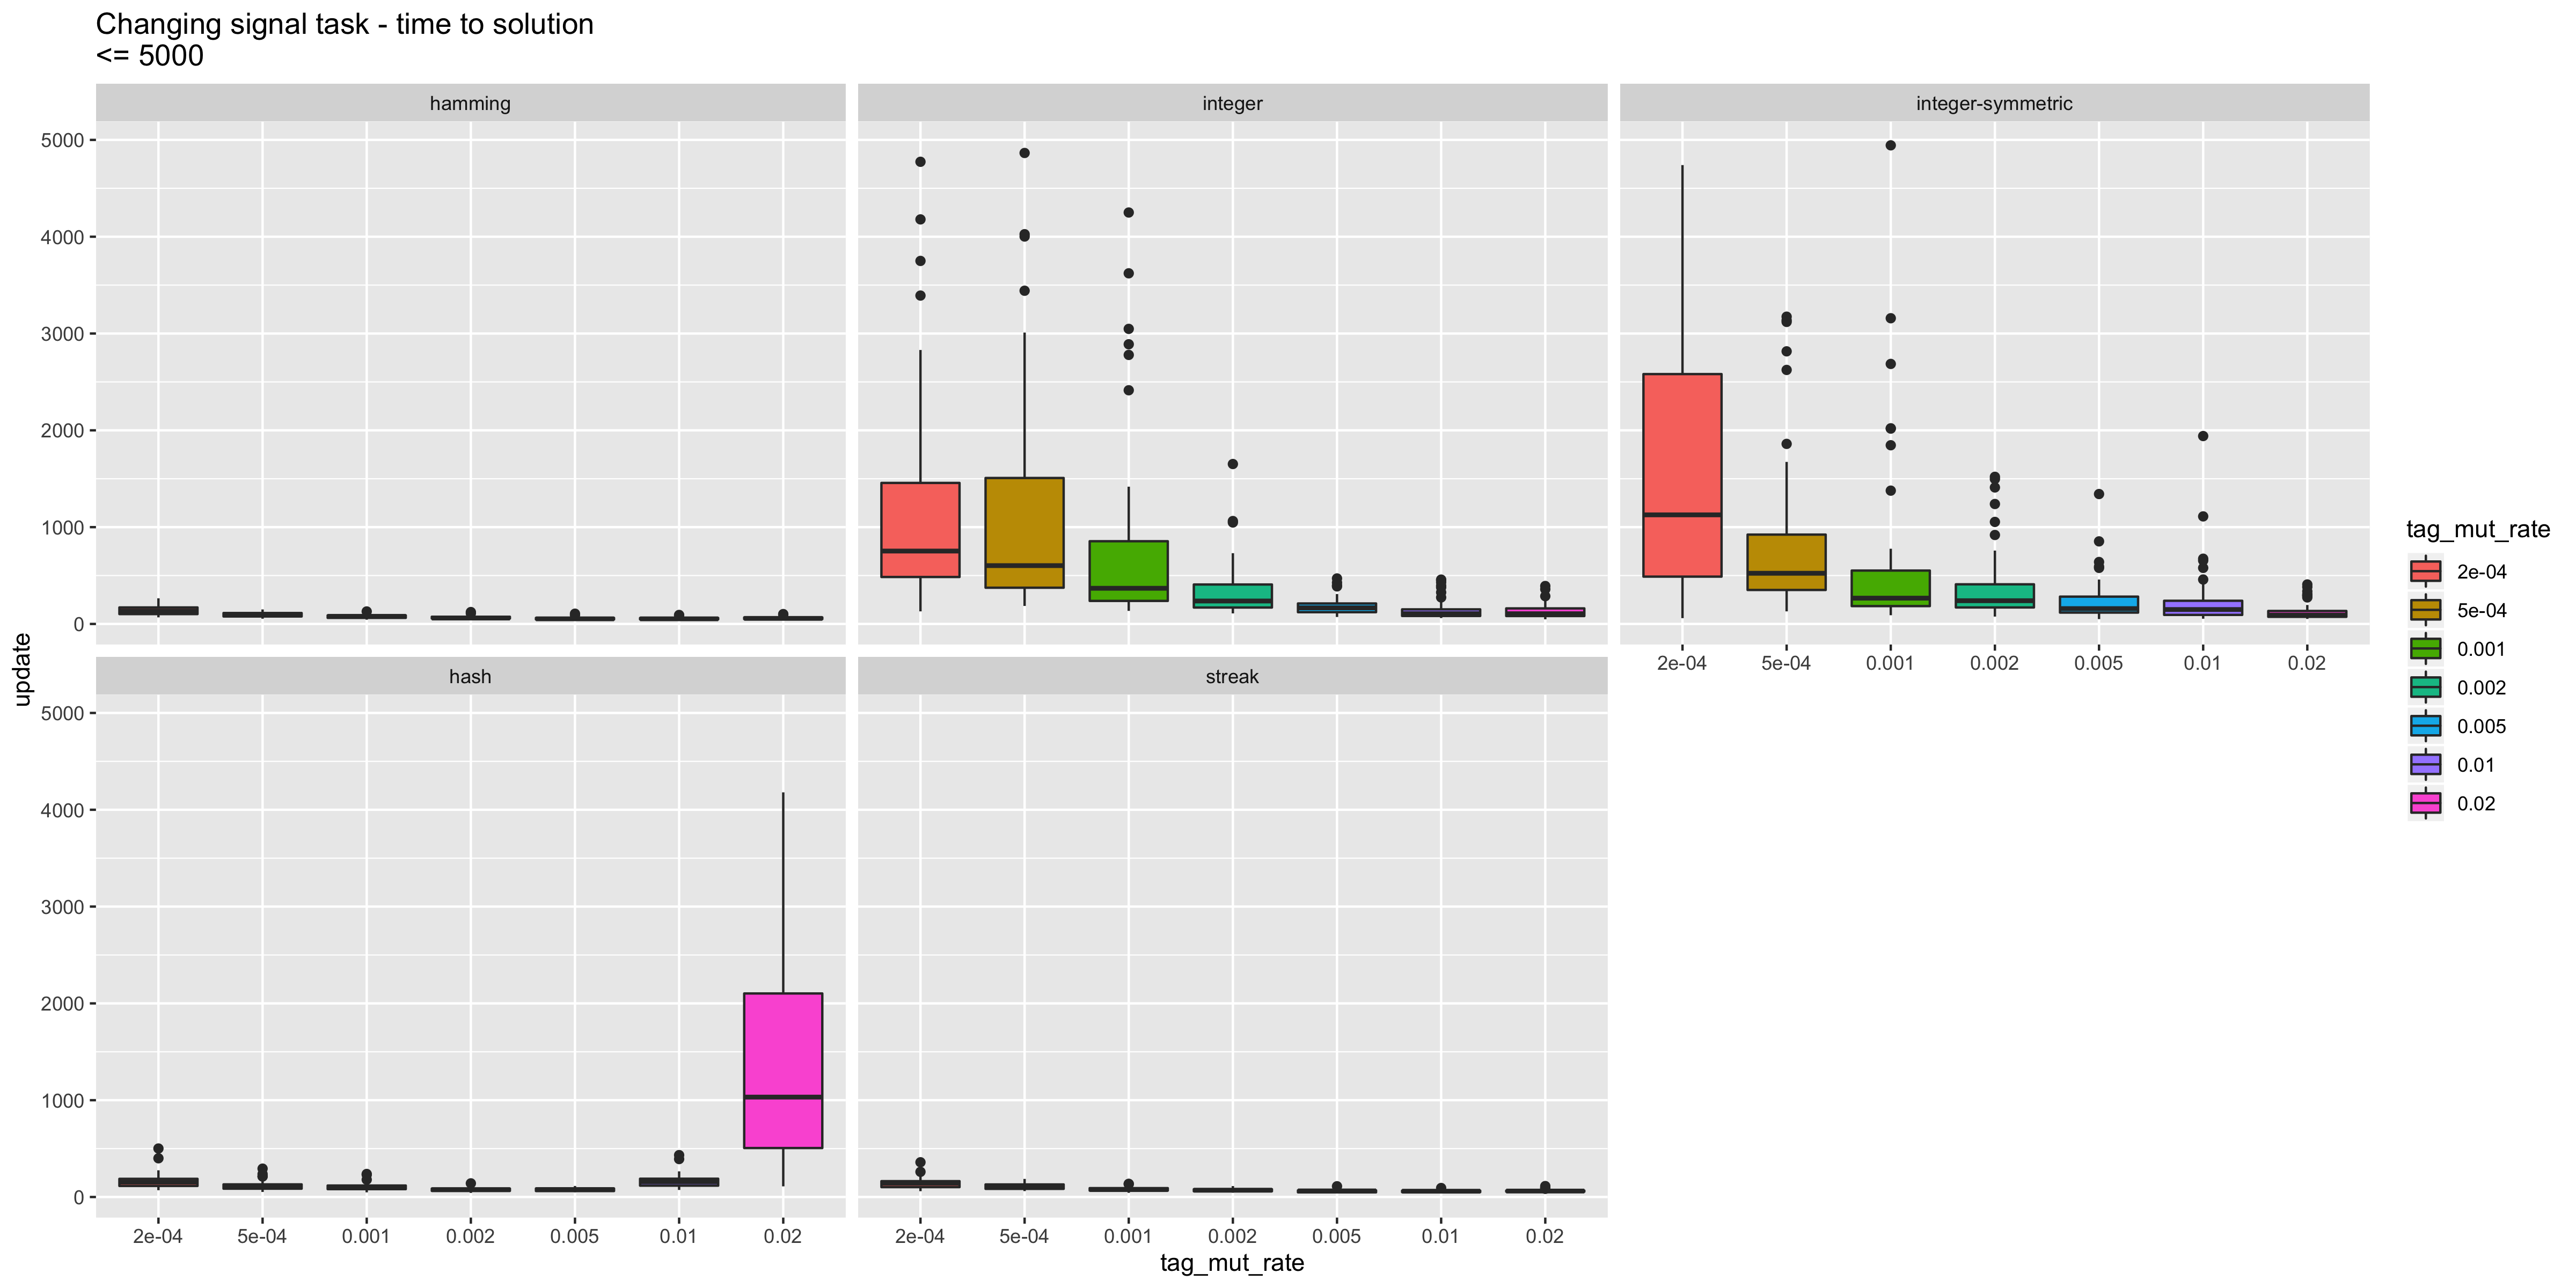 Changing signal task - time to solution
<= 5000
hamming
integer
integer-symmetric
5000
4000
3000
2000
1000
0
2e-04 5e-04 0.001 0.002 0.005 0.01 0.02
hash
streak
5000
4000
3000
2000
1000
0
2e-04 5e-04 0.001 0.002 0.005 0.01 0.02
2e-04 5e-04 0.001 0.002 0.005 0.01 0.02
update
tag_mut_rate
tag_mut_rate
2e-04
5e-04
0.001
0.002
0.005
0.01
0.02